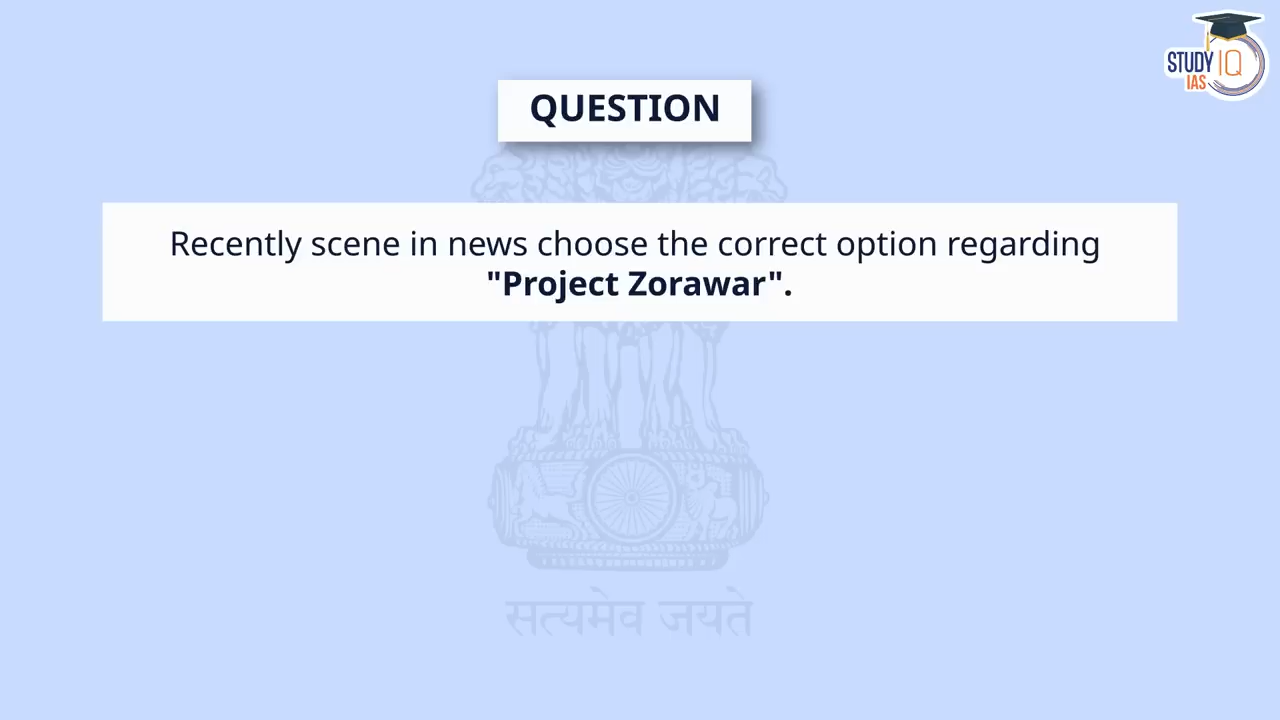 STUDY IQ
IAS
QUESTION
Recently scene in news choose the correct option regarding
"Project Zorawar".
सत्यमेव जयते